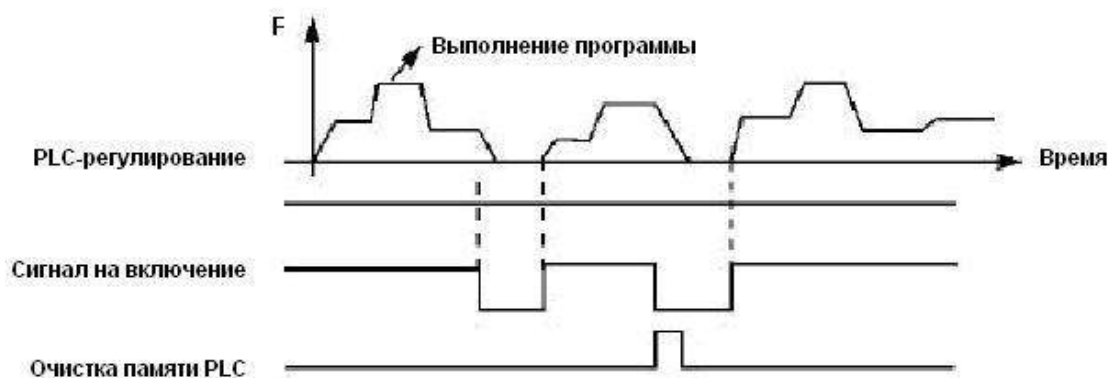 F
Выполнение программы
PLC-регулирование
Время
Сигнал на включение
Очистка памяти PLC